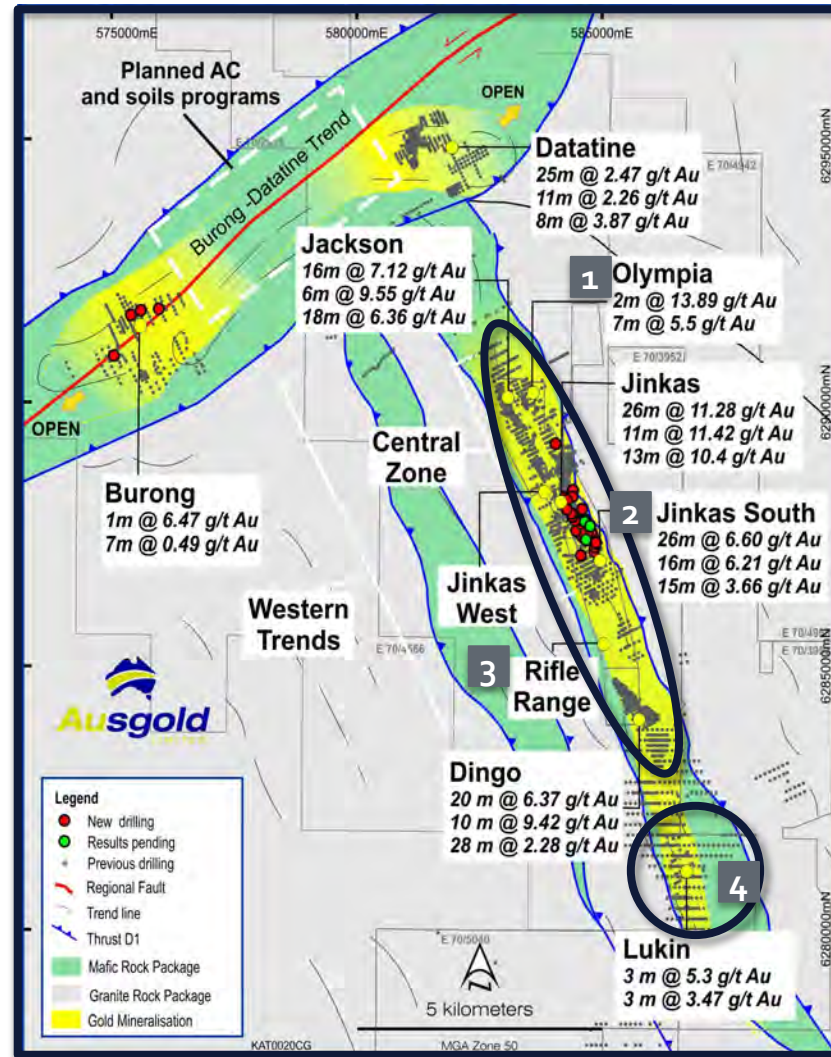 575000mE
580000mE
585000mE
Planned AC
and soils programs
OPEN
6295000mN
Burong -Datatine Trend
E 70/4942
Datatine
25m @ 2.47 g/t Au
11m @ 2.26 g/t Au
8m @ 3.87 g/t Au
Jackson
16m @ 7.12 g/t Au
6m @ 9.55 g/t Au
18m @ 6.36 g/t Au
1
Olympia
2m @ 13.89 g/t Au
7m @ 5.5 g/t Au
E 70/3952
6290000mN
Jinkas
26m @ 11.28 g/t Au
11m @ 11.42 g/t Au
13m @ 10.4 g/t Au
OPEN
Central
Zone
Burong
1m @ 6.47 g/t Au
7m @ 0.49 g/t Au
2
Jinkas South
26m @ 6.60 g/t Au
16m @ 6.21 g/t Au
15m @ 3.66 g/t Au
Jinkas
West
Western
Trends
6285000mN
3
Rifle
Range
Ausgold
Dingo
20 m @ 6.37 g/t Au
10 m @ 9.42 g/t Au
28 m @ 2.28 g/t Au
Legend
New drilling
Results pending
Previous drilling
Regional Fault
Trend line
Thrust D1
Mafic Rock Package
Granite Rock Package
Gold Mineralisation
4
6280000mN
E 70/5040
Lukin
3 m @ 5.3 g/t Au
3 m @ 3.47 g/t Au
5 kilometers
KAT0020CG
MGA Zone 50